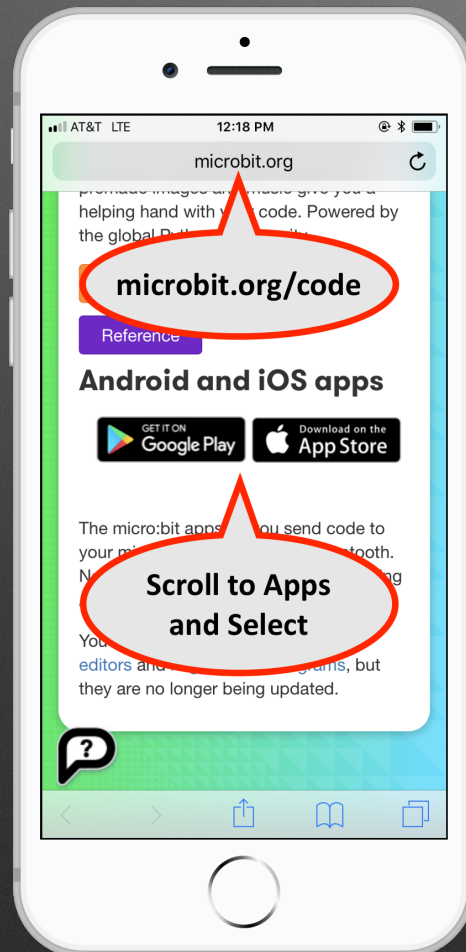 AT&T LTE 12:18 PM
microbit.org
helping hand with code. Powered by
the global
microbit.org/code
Reference
Android and iOS apps
GET IT ON Download on the
Google Play App Store
The micro:bit apps you send code to
your
Scroll to Apps
and Select
editors and , but
they are no longer being updated.
?